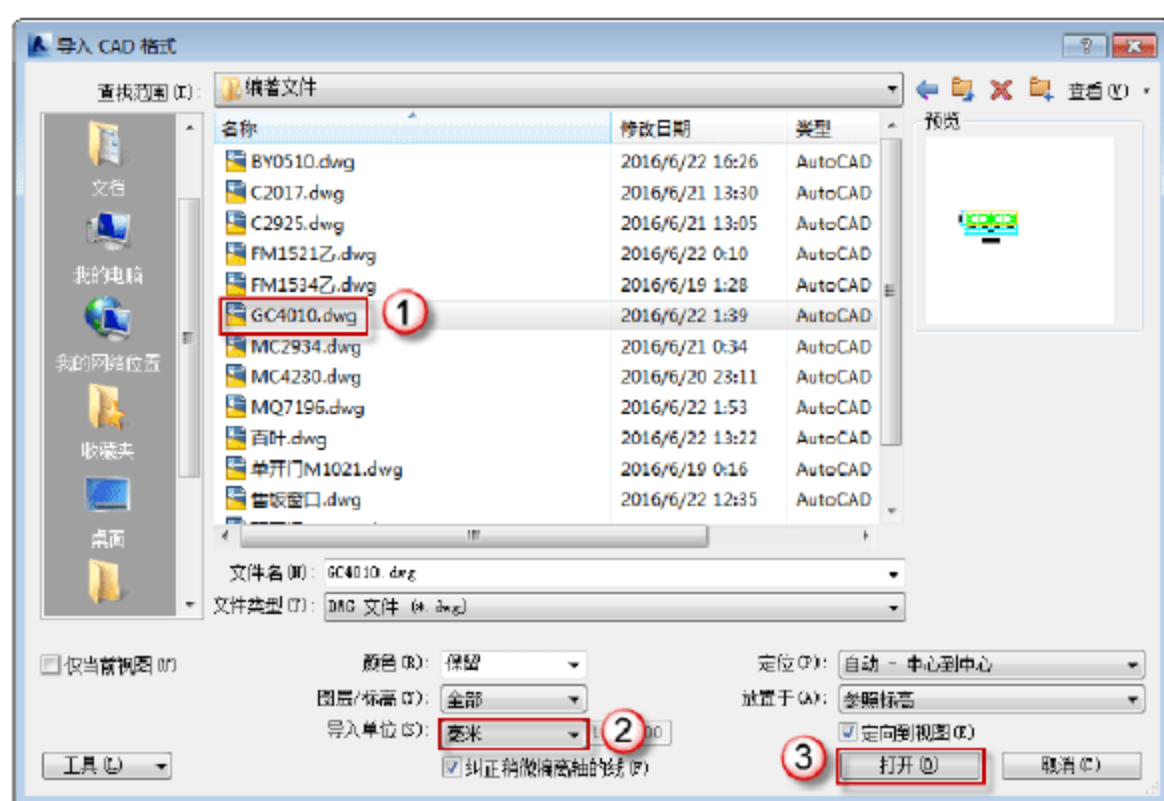 导入 CAD 格式
查找范围(I): 编著文件 查看(V)
名称 修改日期 类型 预览
BY0510.dwg 2016/6/22 16:26 AutoCAD
C2017.dwg 2016/6/21 13:30 AutoCAD
C2925.dwg 2016/6/21 13:05 AutoCAD
FM1521乙.dwg 2016/6/22 0:10 AutoCAD
FM1534乙.dwg 2016/6/19 1:28 AutoCAD
GC4010.dwg 1 2016/6/22 1:39 AutoCAD
MC2934.dwg 2016/6/21 0:34 AutoCAD
MC4230.dwg 2016/6/20 23:11 AutoCAD
MQ7196.dwg 2016/6/22 1:53 AutoCAD
百叶.dwg 2016/6/22 13:22 AutoCAD
单开门M1021.dwg 2016/6/19 0:16 AutoCAD
售饭窗口.dwg 2016/6/22 12:35 AutoCAD
文档
我的电脑
我的网络位置
收藏夹
桌面
文件名(N): GC4010.dwg
文件类型(T): DWG 文件 (*.dwg)
仅当前视图(U) 颜色(R): 保留 定位(P): 自动 - 中心到中心
图层/标高(Y): 全部 放置于(A): 参照标高
导入单位(S): 毫米 2 定向到视图(E)
工具(L) 纠正稍微偏离轴的线(F) 3 打开(O) 取消(C)